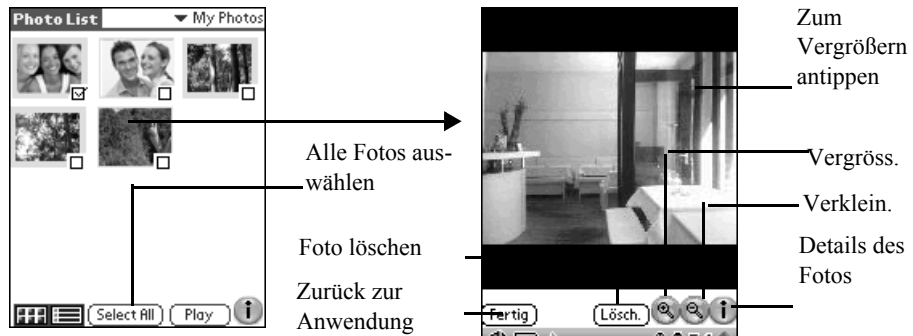 Photo List
My Photos
Select All
Play
Alle Fotos aus-
wählen
Foto löschen
Zurück zur
Anwendung
Fertig
Lösch.
Zum
Vergrößern
antippen
Vergröss.
Verklein.
Details des
Fotos